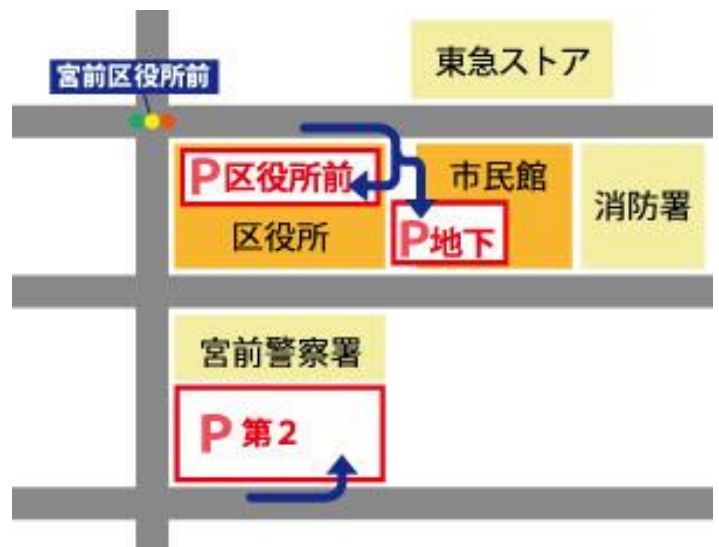 東急ストア
宮前区役所前
P区役所前
市民館
消防署
区役所
P地下
宮前警察署
P 第2